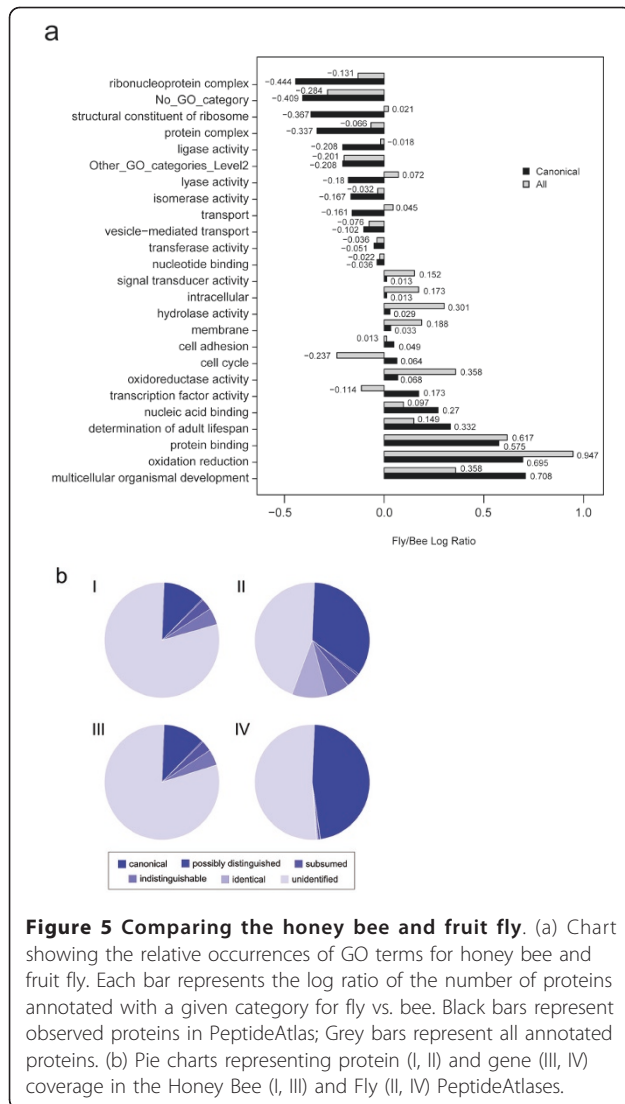 a
ribonucleoprotein complex
No_GO_category
structural constituent of ribosome
protein complex
ligase activity
Other_GO_categories_Level2
lyase activity
isomerase activity
transport
vesicle-mediated transport
transferase activity
nucleotide binding
signal transducer activity
intracellular
hydrolase activity
membrane
cell adhesion
cell cycle
oxidoreductase activity
transcription factor activity
nucleic acid binding
determination of adult lifespan
protein binding
oxidation reduction
multicellular organismal development
−0.131
−0.444
−0.284
−0.409
0.021
−0.367
−0.066
−0.337
−0.018
−0.208
−0.201
−0.208
0.072
−0.18
−0.032
−0.167
0.045
−0.161
−0.076
−0.102
−0.036
−0.051
−0.022
−0.036
0.152
0.013
0.173
0.013
0.301
0.029
0.188
0.033
0.013
0.049
−0.237
0.064
0.358
0.068
−0.114
0.173
0.097
0.27
0.149
0.332
0.617
0.575
0.947
0.695
0.358
0.708
Canonical
All
−0.5 0.0 0.5 1.0
Fly/Bee Log Ratio
b
I II
III IV
canonical possibly distinguished subsumed
indistinguishable identical unidentified
Figure 5 Comparing the honey bee and fruit fly. (a) Chart
showing the relative occurrences of GO terms for honey bee and
fruit fly. Each bar represents the log ratio of the number of proteins
annotated with a given category for fly vs. bee. Black bars represent
observed proteins in PeptideAtlas; Grey bars represent all annotated
proteins. (b) Pie charts representing protein (I, II) and gene (III, IV)
coverage in the Honey Bee (I, III) and Fly (II, IV) PeptideAtlases.